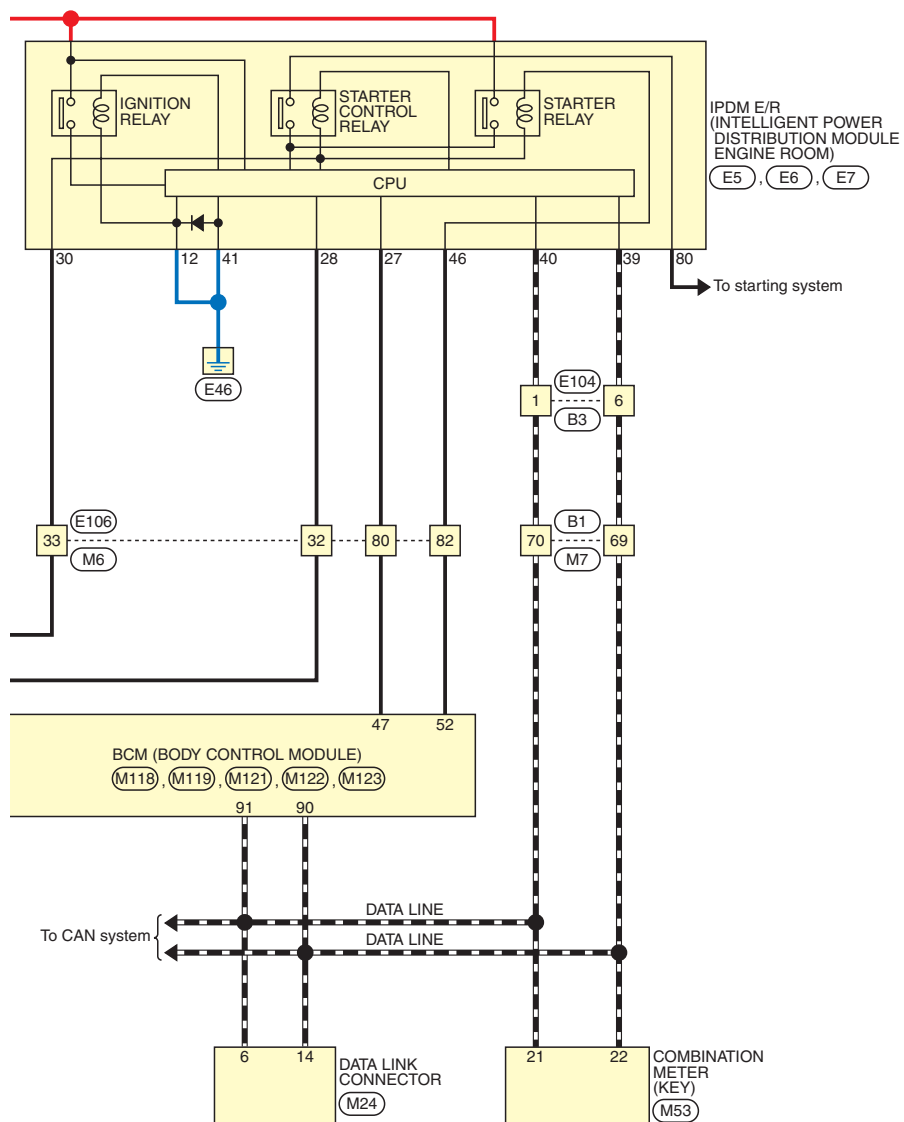 IGNITION
RELAY
STARTER
CONTROL
RELAY
STARTER
RELAY
IPDM E/R
(INTELLIGENT POWER
DISTRIBUTION MODULE
ENGINE ROOM)
E5 , E6 , E7
CPU
30 12 41 28 27 46 40 39 80
To starting system
E46
E104
1 6
B3
E106
33 32 80 82
M6
B1
70 69
M7
47 52
BCM (BODY CONTROL MODULE)
M118 , M119 , M121 , M122 , M123
91 90
DATA LINE
To CAN system
DATA LINE
6 14
DATA LINK
CONNECTOR
M24
21 22
COMBINATION
METER
(KEY)
M53